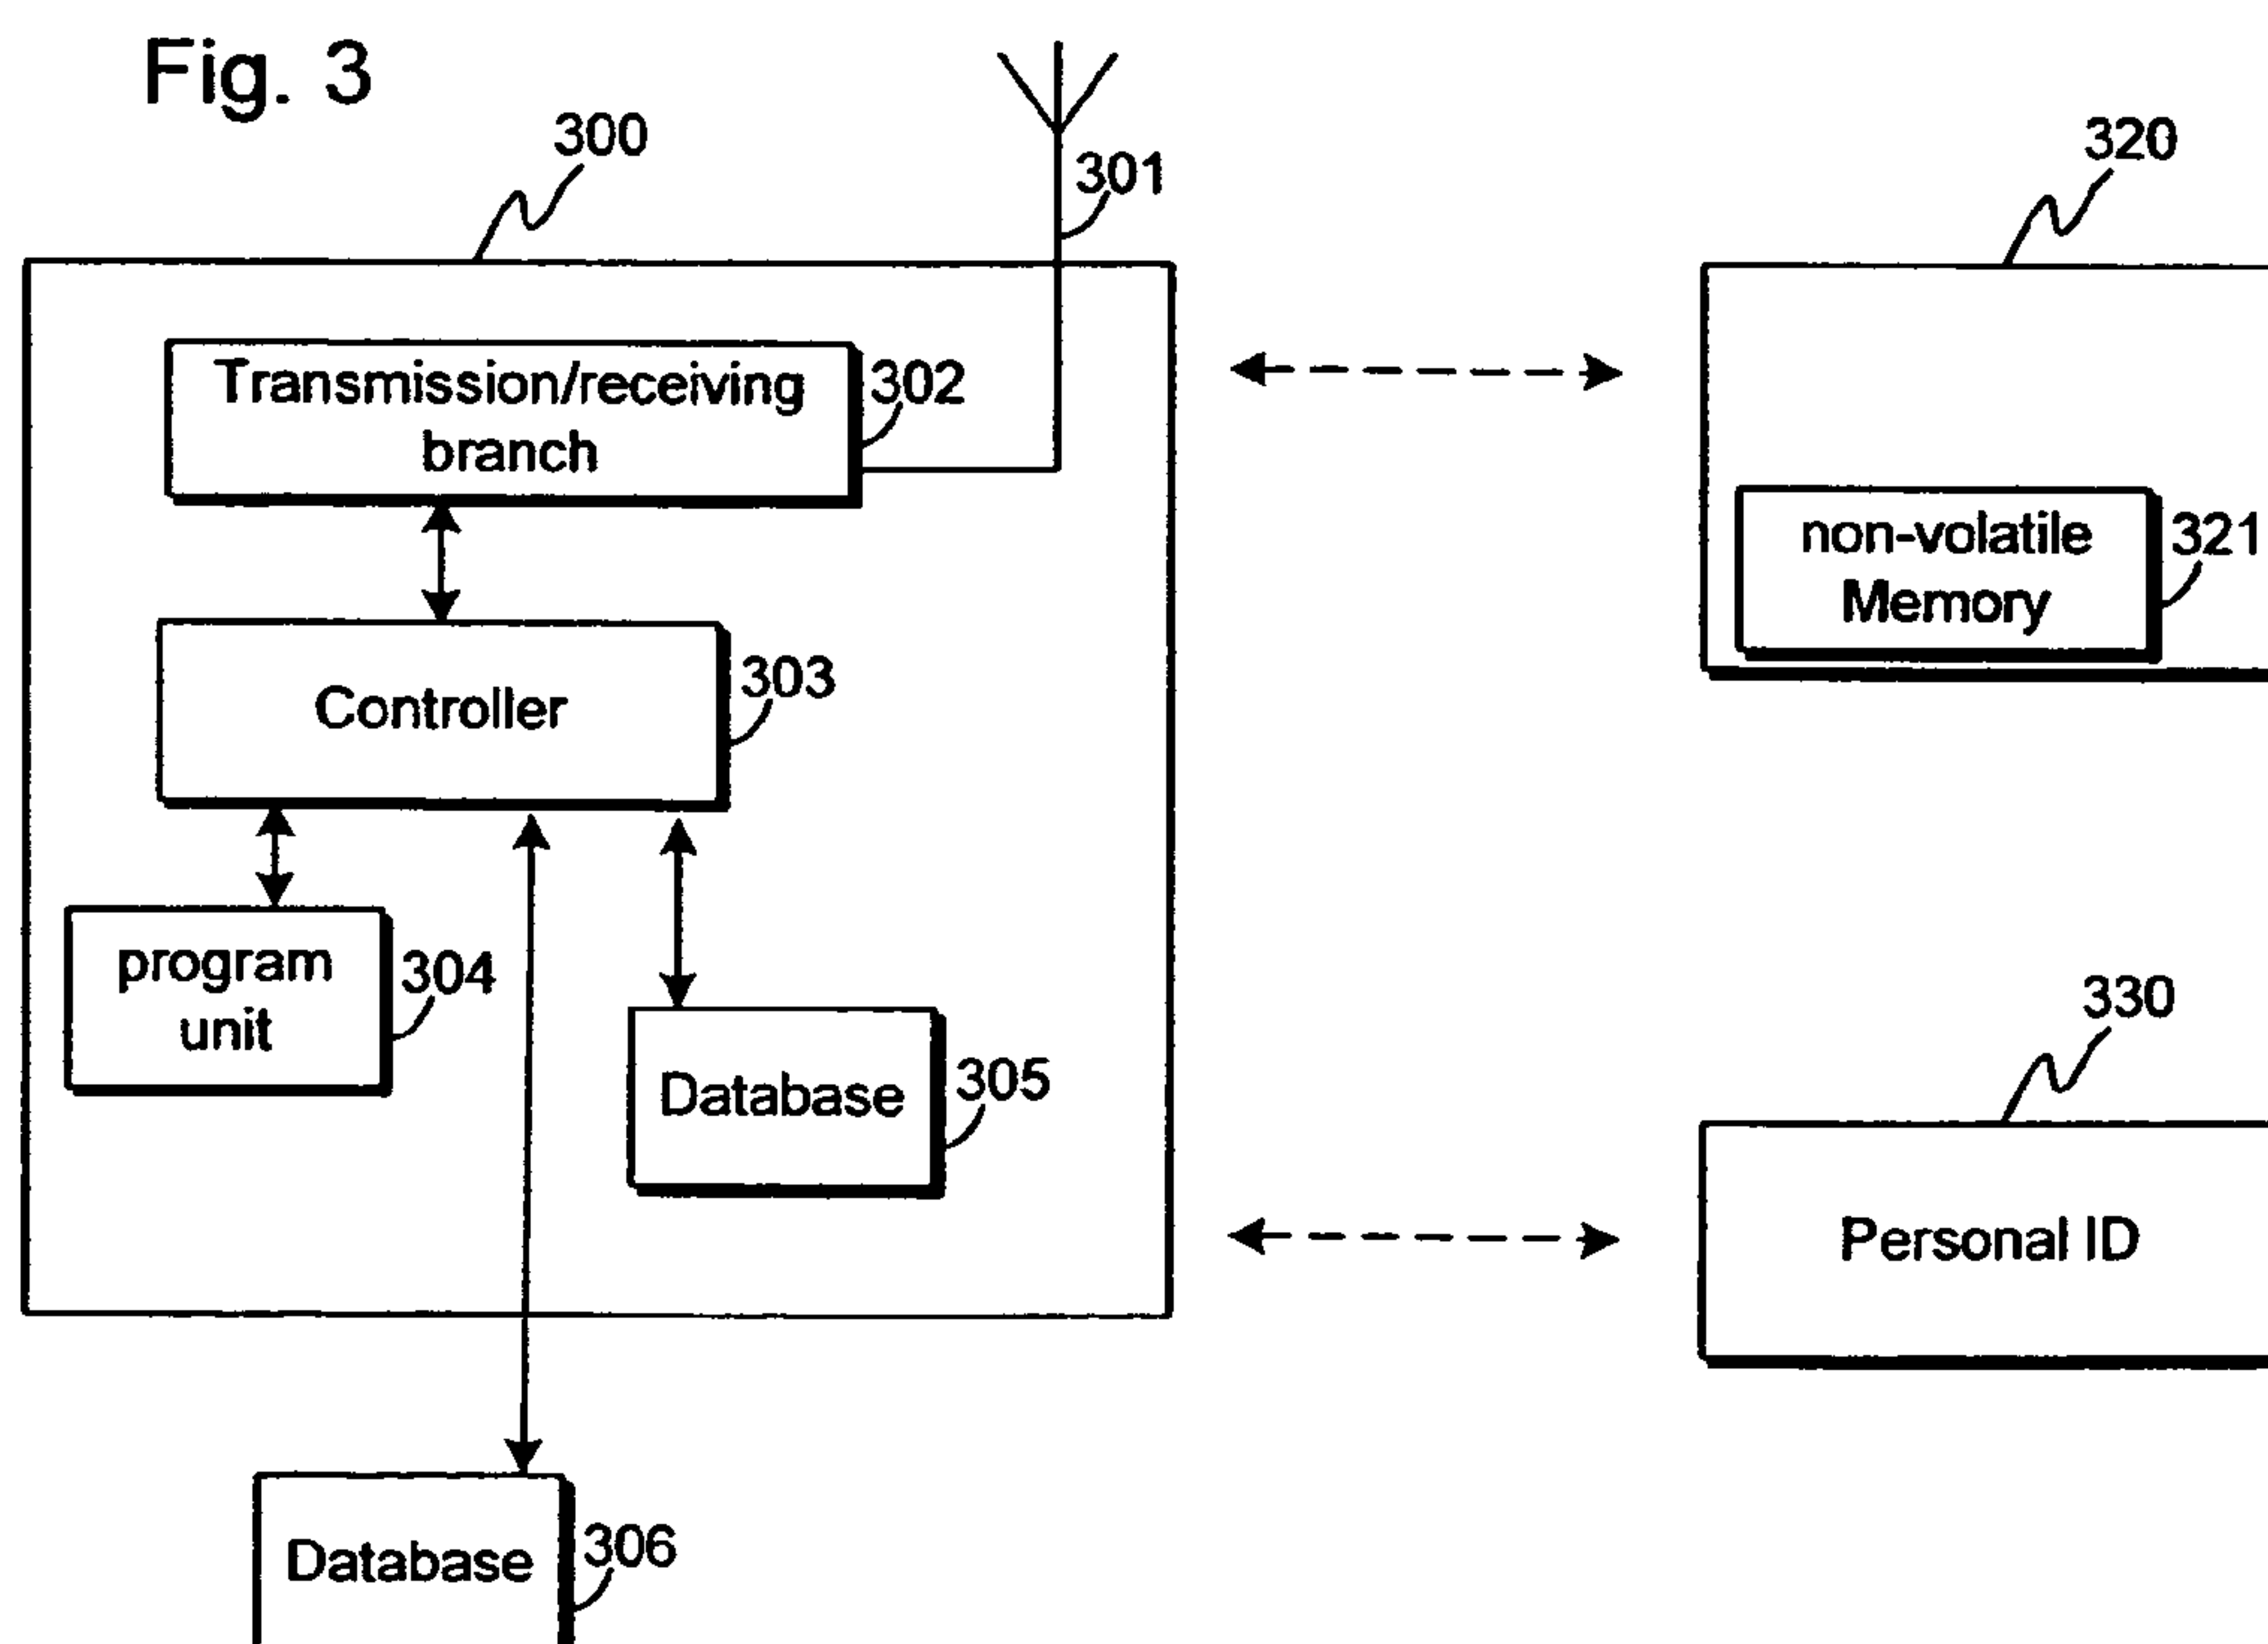 Fig. 3
300
301
320
Transmission/receiving
branch
302
non-volatile
Memory
321
Controller
303
program
unit
304
Database
305
330
Personal ID
Database
306